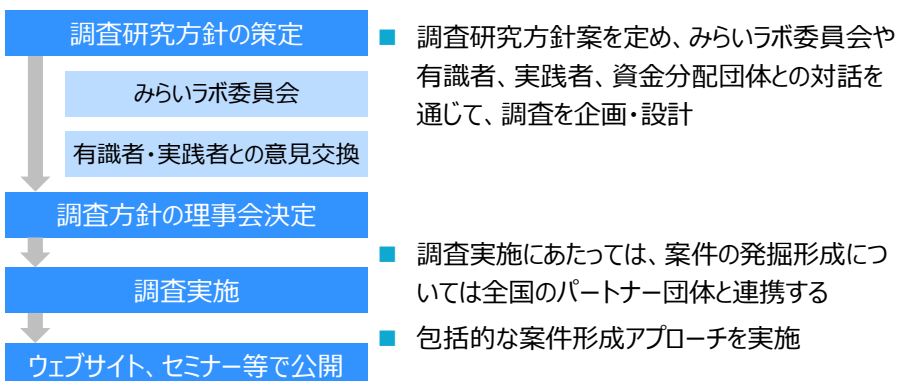 調査研究方針の策定
みらいラボ委員会
有識者・実践者との意見交換
調査方針の理事会決定
調査実施
ウェブサイト、セミナー等で公開
■ 調査研究方針案を定め、みらいラボ委員会や
有識者、実践者、資金分配団体との対話を
通じて、調査を企画・設計
■ 調査実施にあたっては、案件の発掘形成につ
いては全国のパートナー団体と連携する
■ 包括的な案件形成アプローチを実施